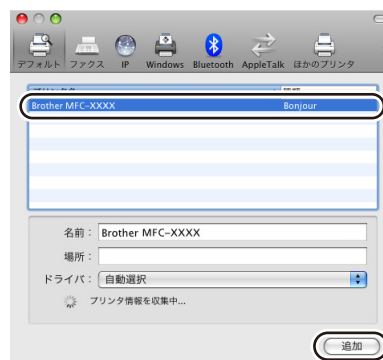 デフォルト ファクス IP Windows Bluetooth AppleTalk ほかのプリンタ
Brother MFC-XXXX Bonjour
名前： Brother MFC-XXXX
場所：
ドライバ： 自動選択
プリンタ情報を収集中...
追加